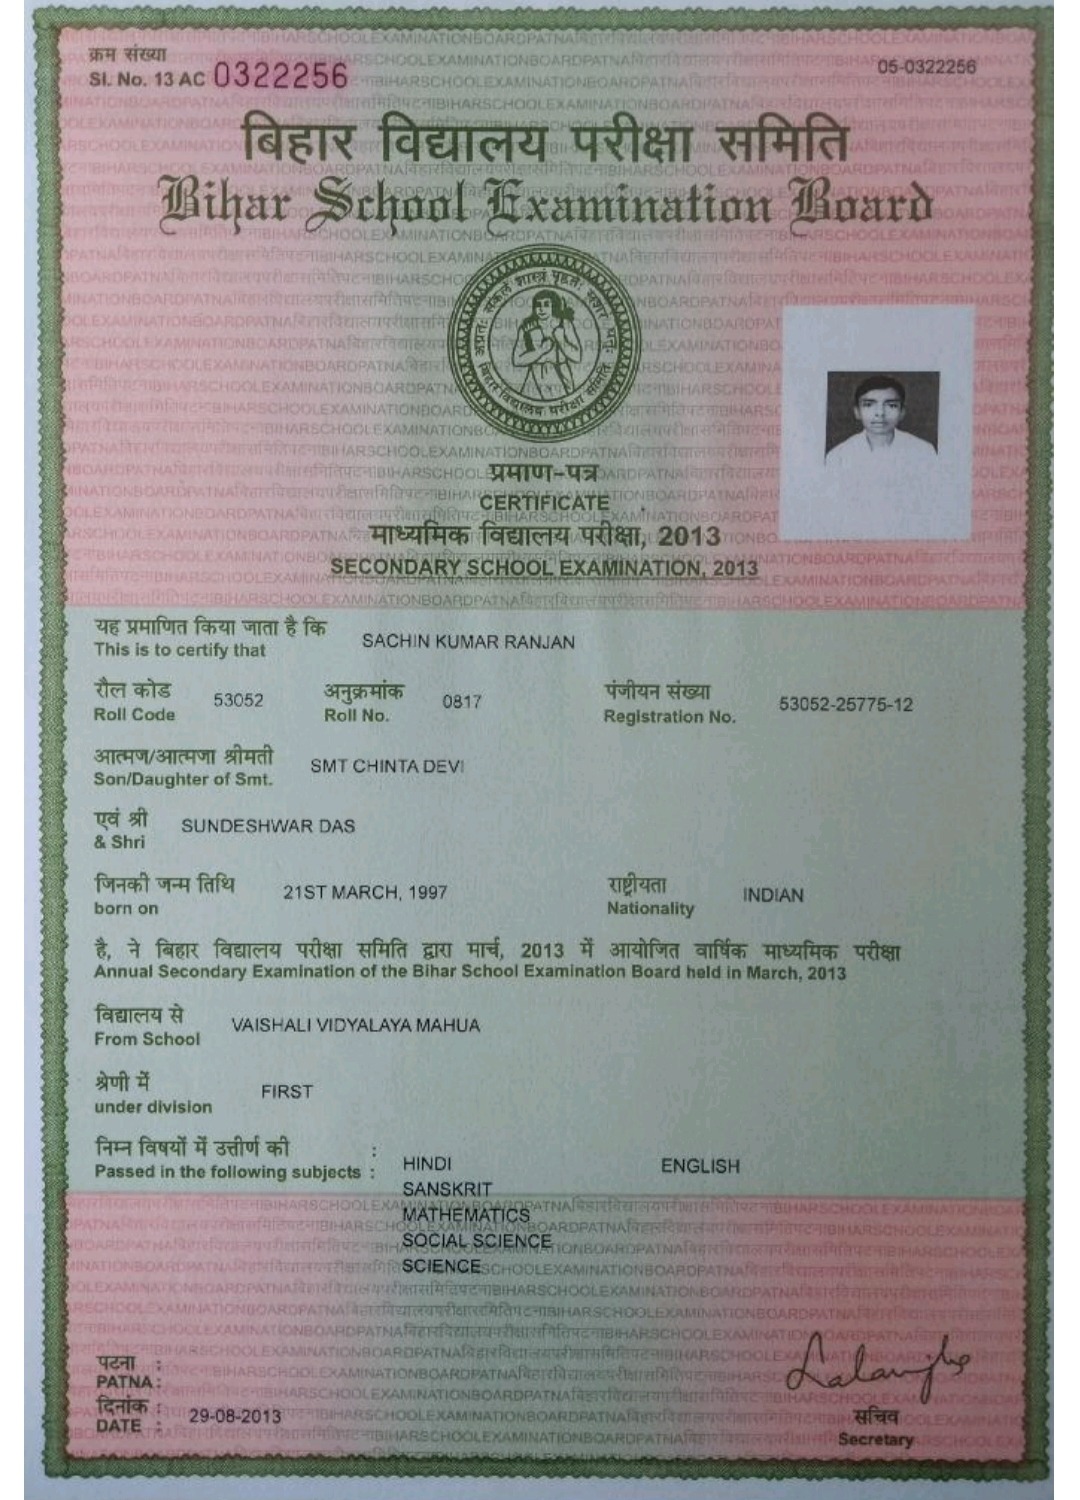 क्रम संख्या
Sl. No. 13 AC 0322256
05-0322256
बिहार विद्यालय परीक्षा समिति
Bihar School Examination Board
प्रमाण-पत्र
CERTIFICATE
माध्यमिक विद्यालय परीक्षा, 2013
SECONDARY SCHOOL EXAMINATION, 2013
यह प्रमाणित किया जाता है कि
This is to certify that SACHIN KUMAR RANJAN
रौल कोड 53052 अनुक्रमांक 0817 पंजीयन संख्या 53052-25775-12
Roll Code Roll No. Registration No.
आत्मज/आत्मजा श्रीमती SMT CHINTA DEVI
Son/Daughter of Smt.
एवं श्री SUNDESHWAR DAS
& Shri
जिनकी जन्म तिथि 21ST MARCH, 1997 राष्ट्रीयता INDIAN
born on Nationality
है, ने बिहार विद्यालय परीक्षा समिति द्वारा मार्च, 2013 में आयोजित वार्षिक माध्यमिक परीक्षा
Annual Secondary Examination of the Bihar School Examination Board held in March, 2013
विद्यालय से VAISHALI VIDYALAYA MAHUA
From School
श्रेणी में FIRST
under division
निम्न विषयों में उत्तीर्ण की :
Passed in the following subjects : HINDI ENGLISH
SANSKRIT
MATHEMATICS
SOCIAL SCIENCE
SCIENCE
पटना :
PATNA :
दिनांक :
DATE : 29-08-2013
सचिव
Secretary